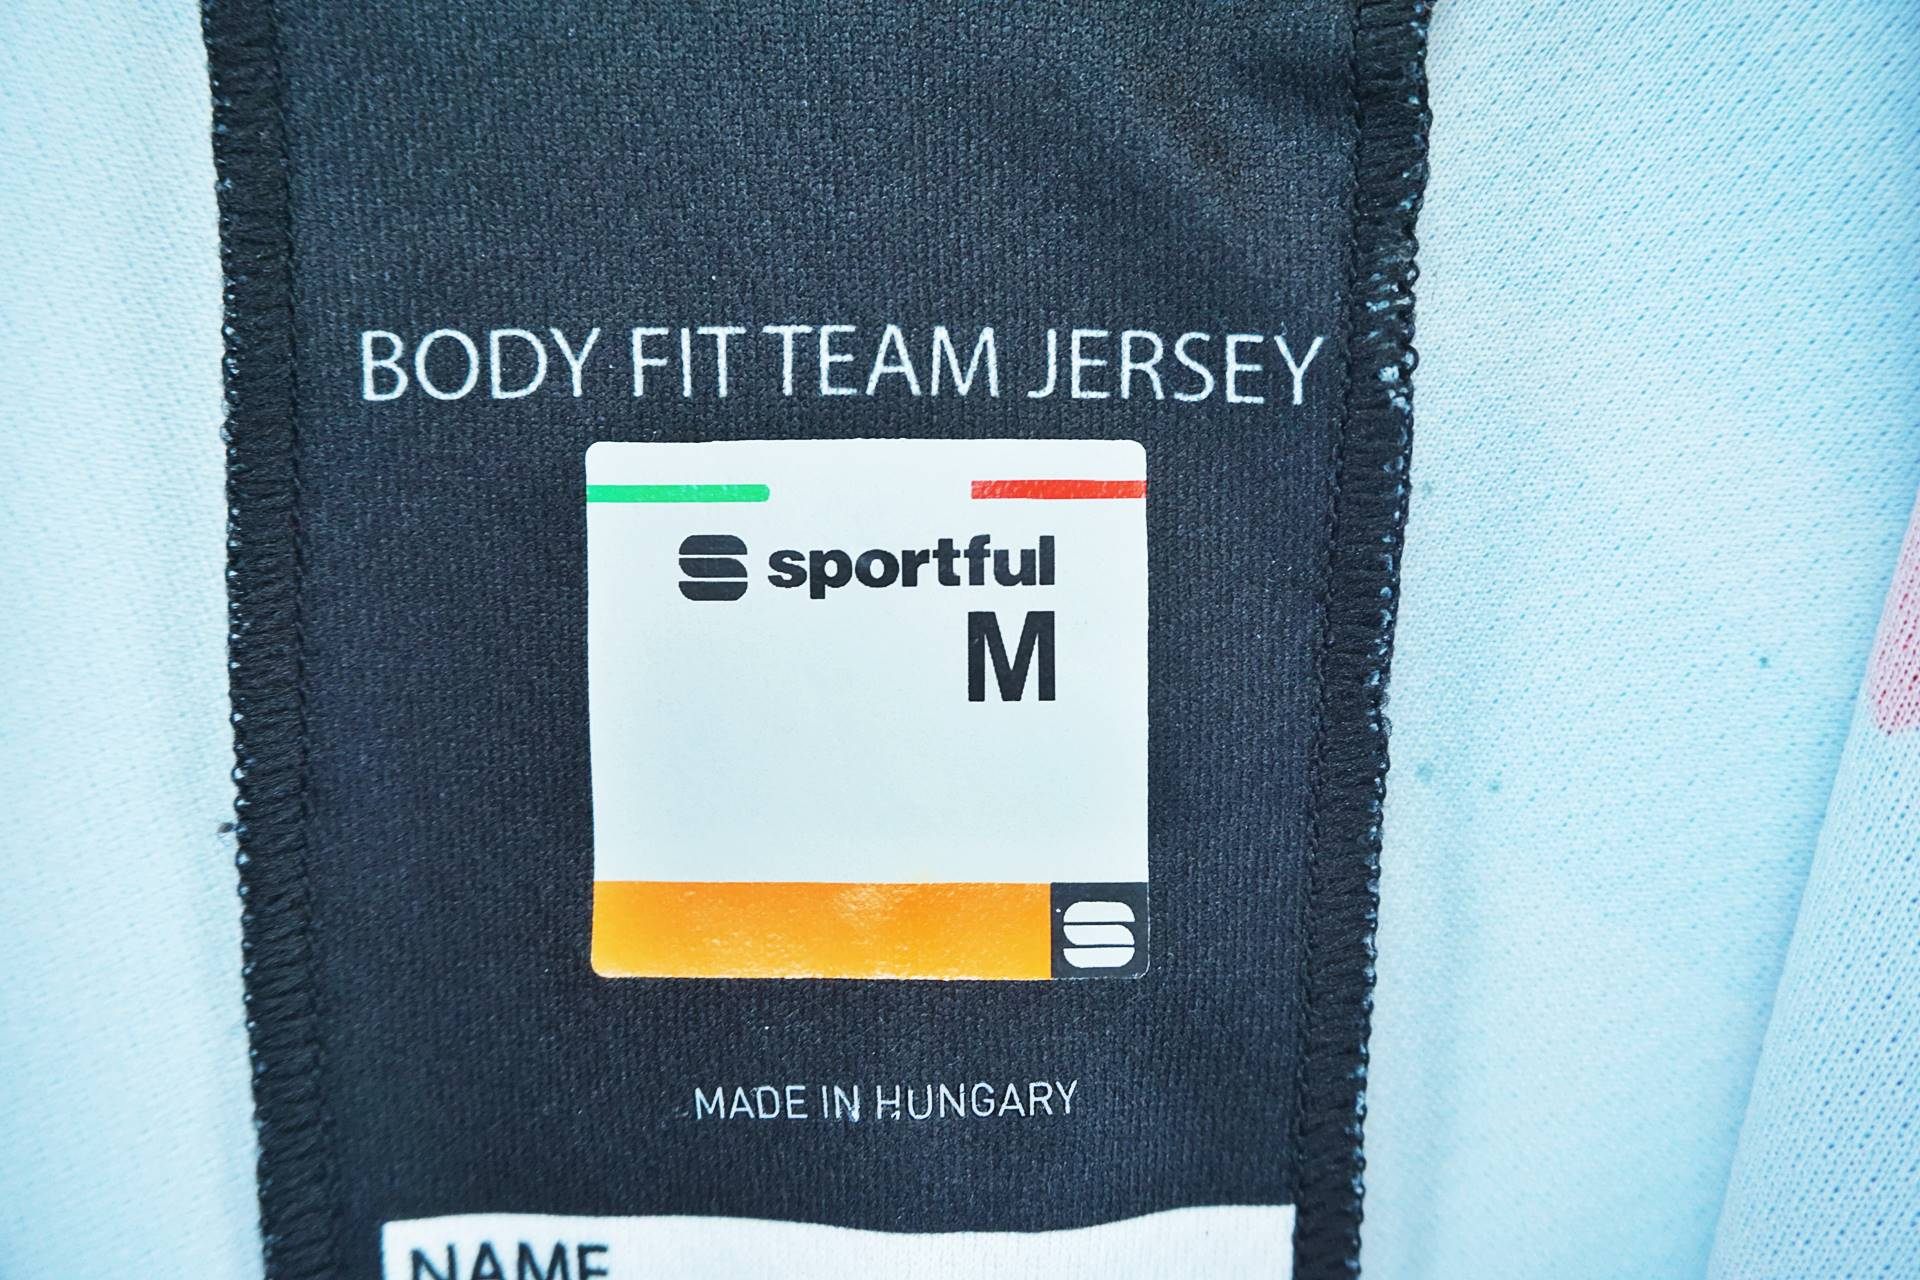 BODY FIT TEAM JERSEY
sportful
M
MADE IN HUNGARY
NAME